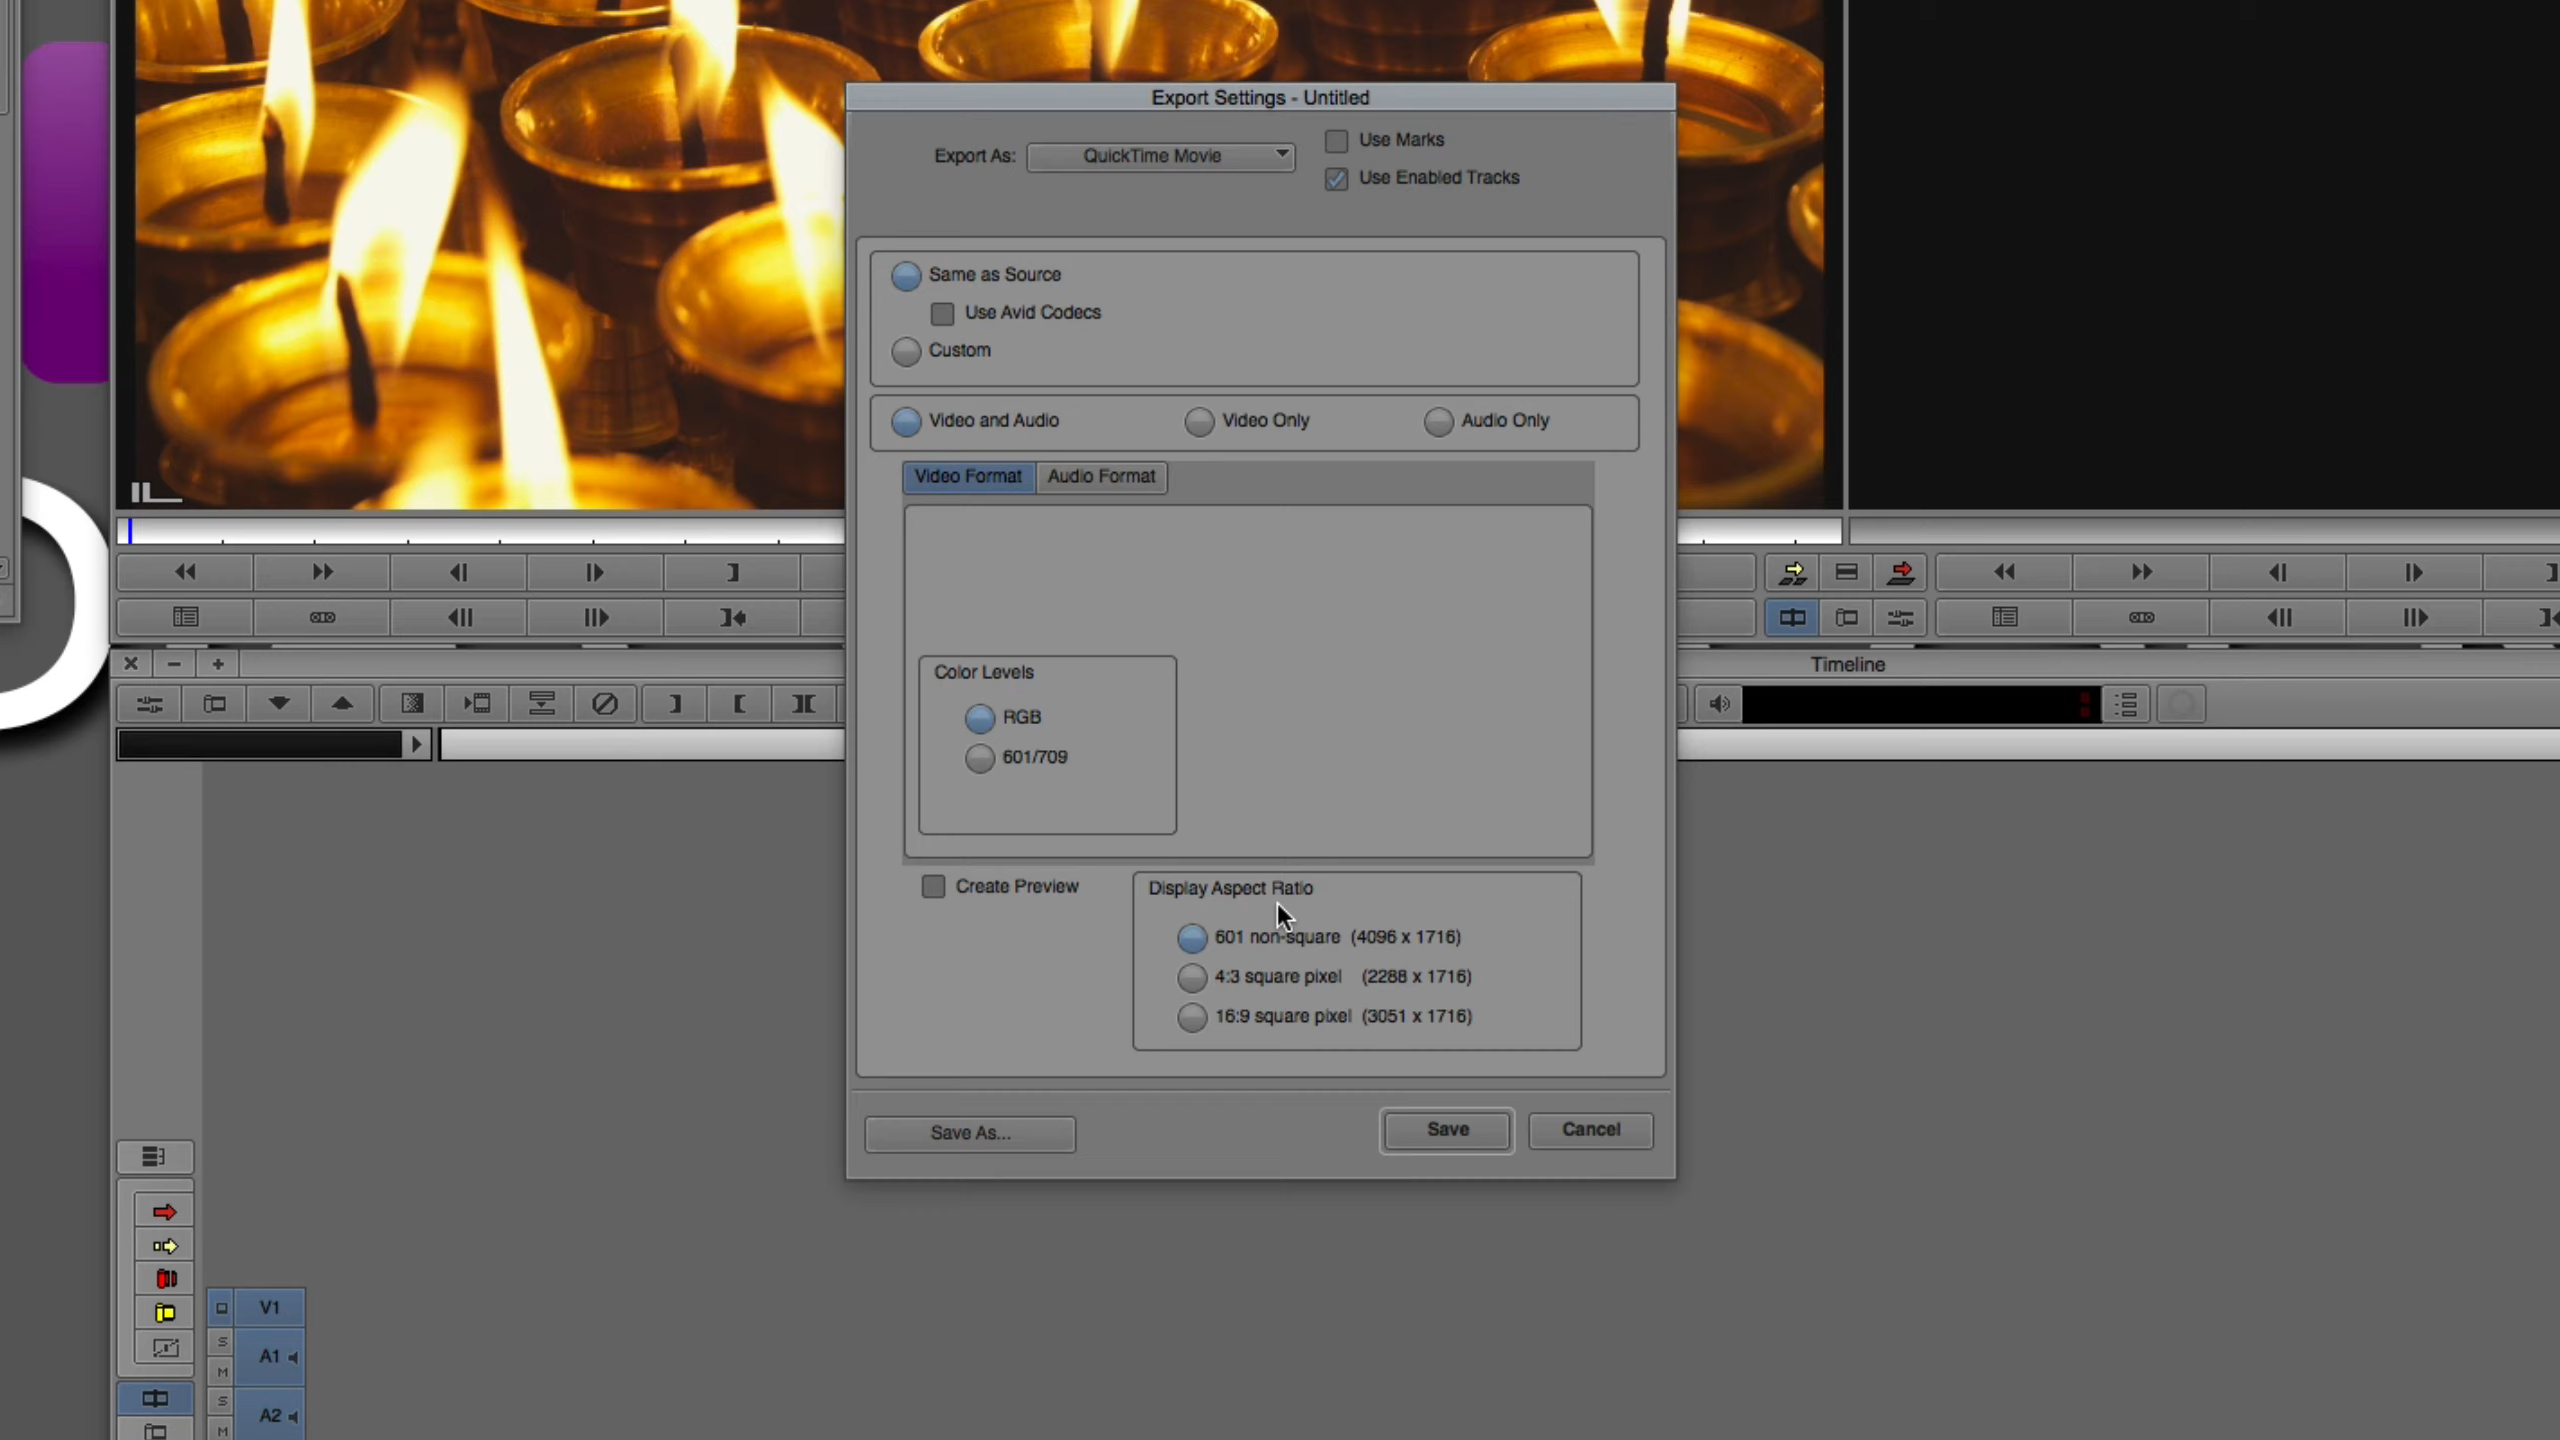 Export Settings - Untitled
Export As: QuickTime Movie
Use Marks
Use Enabled Tracks
Same as Source
Use Avid Codecs
Custom
Video and Audio
Video Only
Audio Only
Video Format
Audio Format
Color Levels
RGB
601/709
Create Preview
Display Aspect Ratio
601 non-square (4096 x 1716)
4:3 square pixel (2288 x 1716)
16:9 square pixel (3051 x 1716)
Save As...
Save
Cancel
Timeline
V1
S
M
A1
S
M
A2